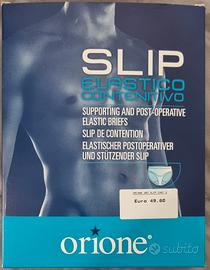 SLIP
ELASTICO
CONTENITIVO
SUPPORTING AND POST-OPERATIVE
ELASTIC BRIEFS
SLIP DE CONTENTION
ELASTISCHER POSTOPERATIVER
UND STÜTZENDER SLIP
Euro 49.60
orione®
subito